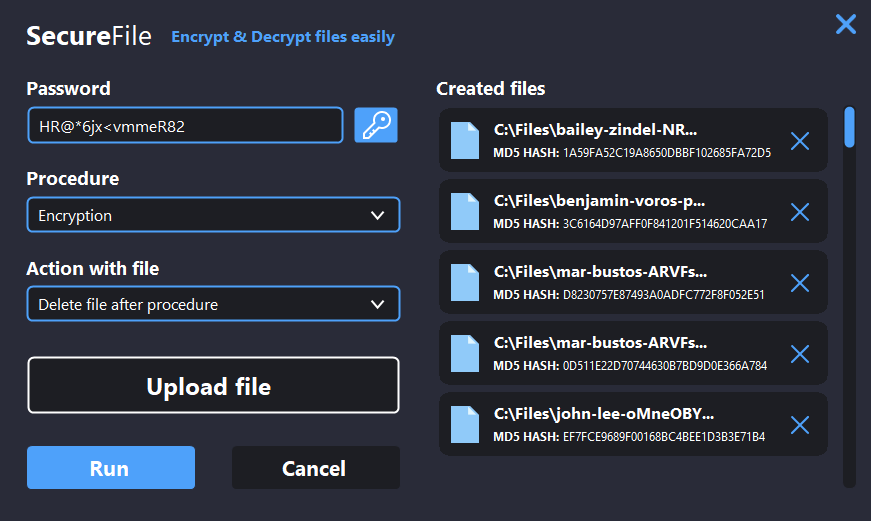 SecureFile Encrypt & Decrypt files easily
Password
HR@*6jx<vmmeR82
Procedure
Encryption
Action with file
Delete file after procedure
Upload file
Run Cancel
Created files
C:\Files\bailey-zindel-NR...
MD5 HASH: 1A59FA52C19A8650DBBF102685FA72D5
C:\Files\benjamin-voros-p...
MD5 HASH: 3C6164D97AFF0F841201F514620CAA17
C:\Files\mar-bustos-ARVFs...
MD5 HASH: D8230757E87493A0ADFC772F8F052E51
C:\Files\mar-bustos-ARVFs...
MD5 HASH: 0D511E22D70744630B7BD9D0E366A784
C:\Files\john-lee-oMneOBY...
MD5 HASH: EF7FCE9689F00168BC4BEE1D3B3E71B4